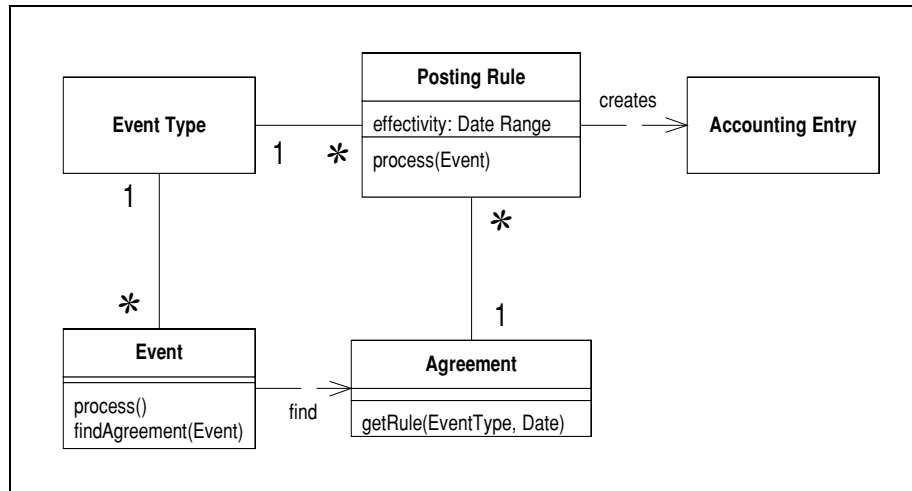 Posting Rule
effectivity: Date Range
process(Event)
Event Type
creates
Accounting Entry
1
*
1
*
*
1
Event
process()
findAgreement(Event)
find
Agreement
getRule(EventType, Date)